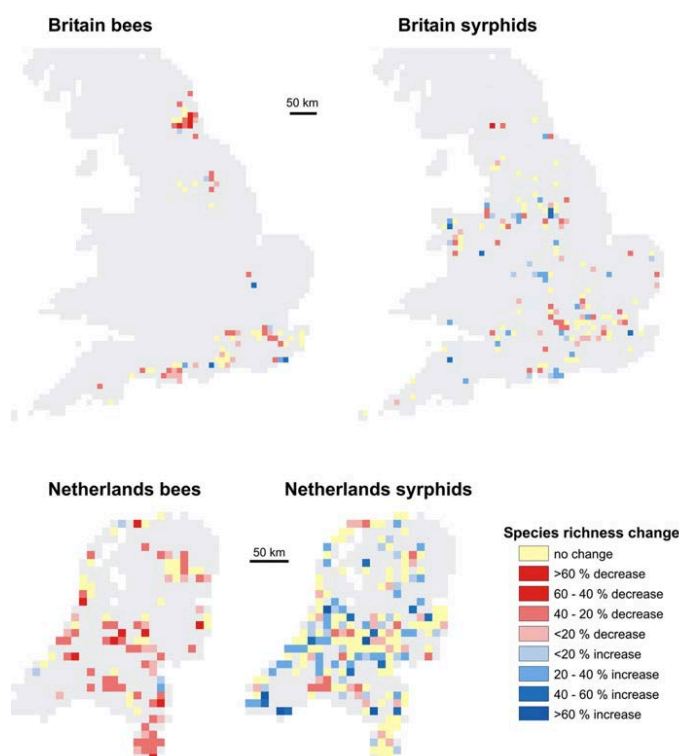 Britain bees
Britain syrphids
50 km
Netherlands bees
Netherlands syrphids
50 km
Species richness change
no change
>60 % decrease
60 - 40 % decrease
40 - 20 % decrease
<20 % decrease
<20 % increase
20 - 40 % increase
40 - 60 % increase
>60 % increase